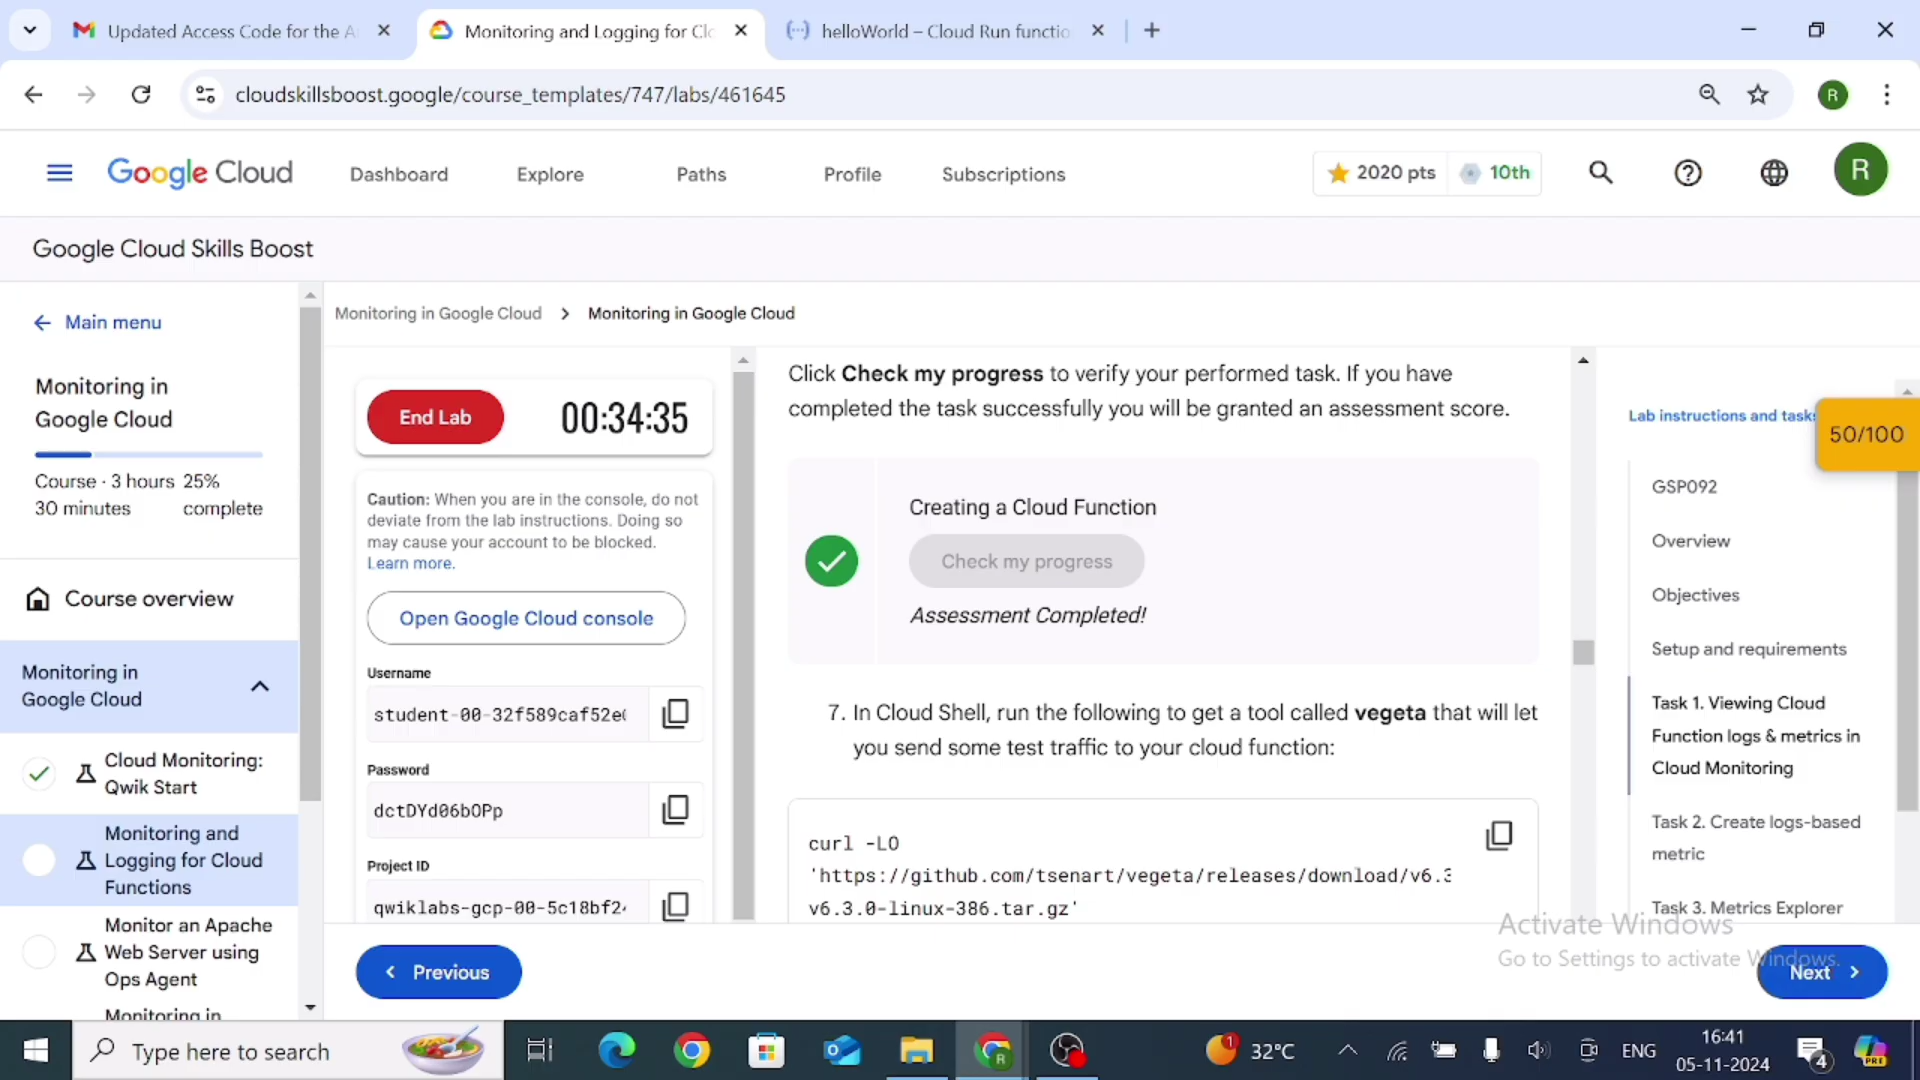 Updated Access Code for the A
Monitoring and Logging for Clo
helloWorld – Cloud Run functio
cloudskillsboost.google/course_templates/747/labs/461645
R
Google Cloud
Dashboard
Explore
Paths
Profile
Subscriptions
2020 pts
10th
R
Google Cloud Skills Boost
Main menu
Monitoring in
Google Cloud
Course · 3 hours 25%
30 minutes complete
Course overview
Monitoring in
Google Cloud
Cloud Monitoring:
Qwik Start
Monitoring and
Logging for Cloud
Functions
Monitor an Apache
Web Server using
Ops Agent
Monitoring in
Monitoring in Google Cloud
Monitoring in Google Cloud
End Lab
00:34:35
Caution: When you are in the console, do not
deviate from the lab instructions. Doing so
may cause your account to be blocked.
Learn more.
Open Google Cloud console
Username
student-00-32f589caf52e
Password
dctDYd06bOPp
Project ID
qwiklabs-gcp-00-5c18bf2
Click Check my progress to verify your performed task. If you have
completed the task successfully you will be granted an assessment score.
Creating a Cloud Function
Check my progress
Assessment Completed!
7. In Cloud Shell, run the following to get a tool called vegeta that will let
you send some test traffic to your cloud function:
curl -LO
'https://github.com/tsenart/vegeta/releases/download/v6.3
v6.3.0-linux-386.tar.gz'
Lab instructions and tasks
50/100
GSP092
Overview
Objectives
Setup and requirements
Task 1. Viewing Cloud
Function logs & metrics in
Cloud Monitoring
Task 2. Create logs-based
metric
Task 3. Metrics Explorer
Activate Windows
Go to Settings to activate Windows.
Previous
Next
Type here to search
1
32°C
ENG
16:41
05-11-2024
4
PRE
R